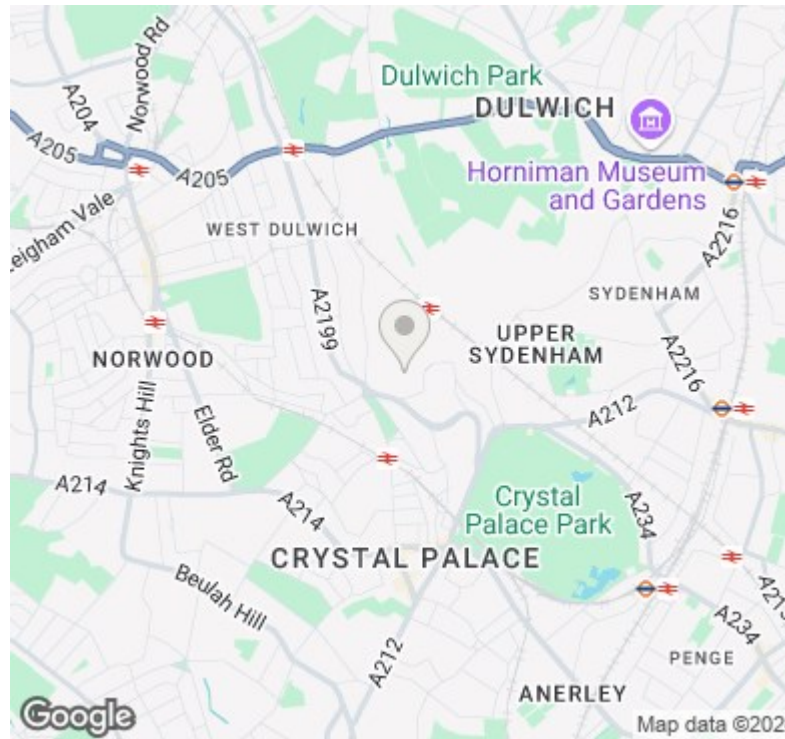 Norwood Rd
A204
Dulwich Park
DULWICH
A205
A205
Horniman Museum
and Gardens
Leigham Vale
WEST DULWICH
A2216
A2199
SYDENHAM
UPPER
SYDENHAM
NORWOOD
A2216
Knights Hill
Elder Rd
A212
A214
A214
Crystal
Palace Park
A234
CRYSTAL PALACE
Beulah Hill
A212
A234
PENGE
ANERLEY
Google
Map data ©202